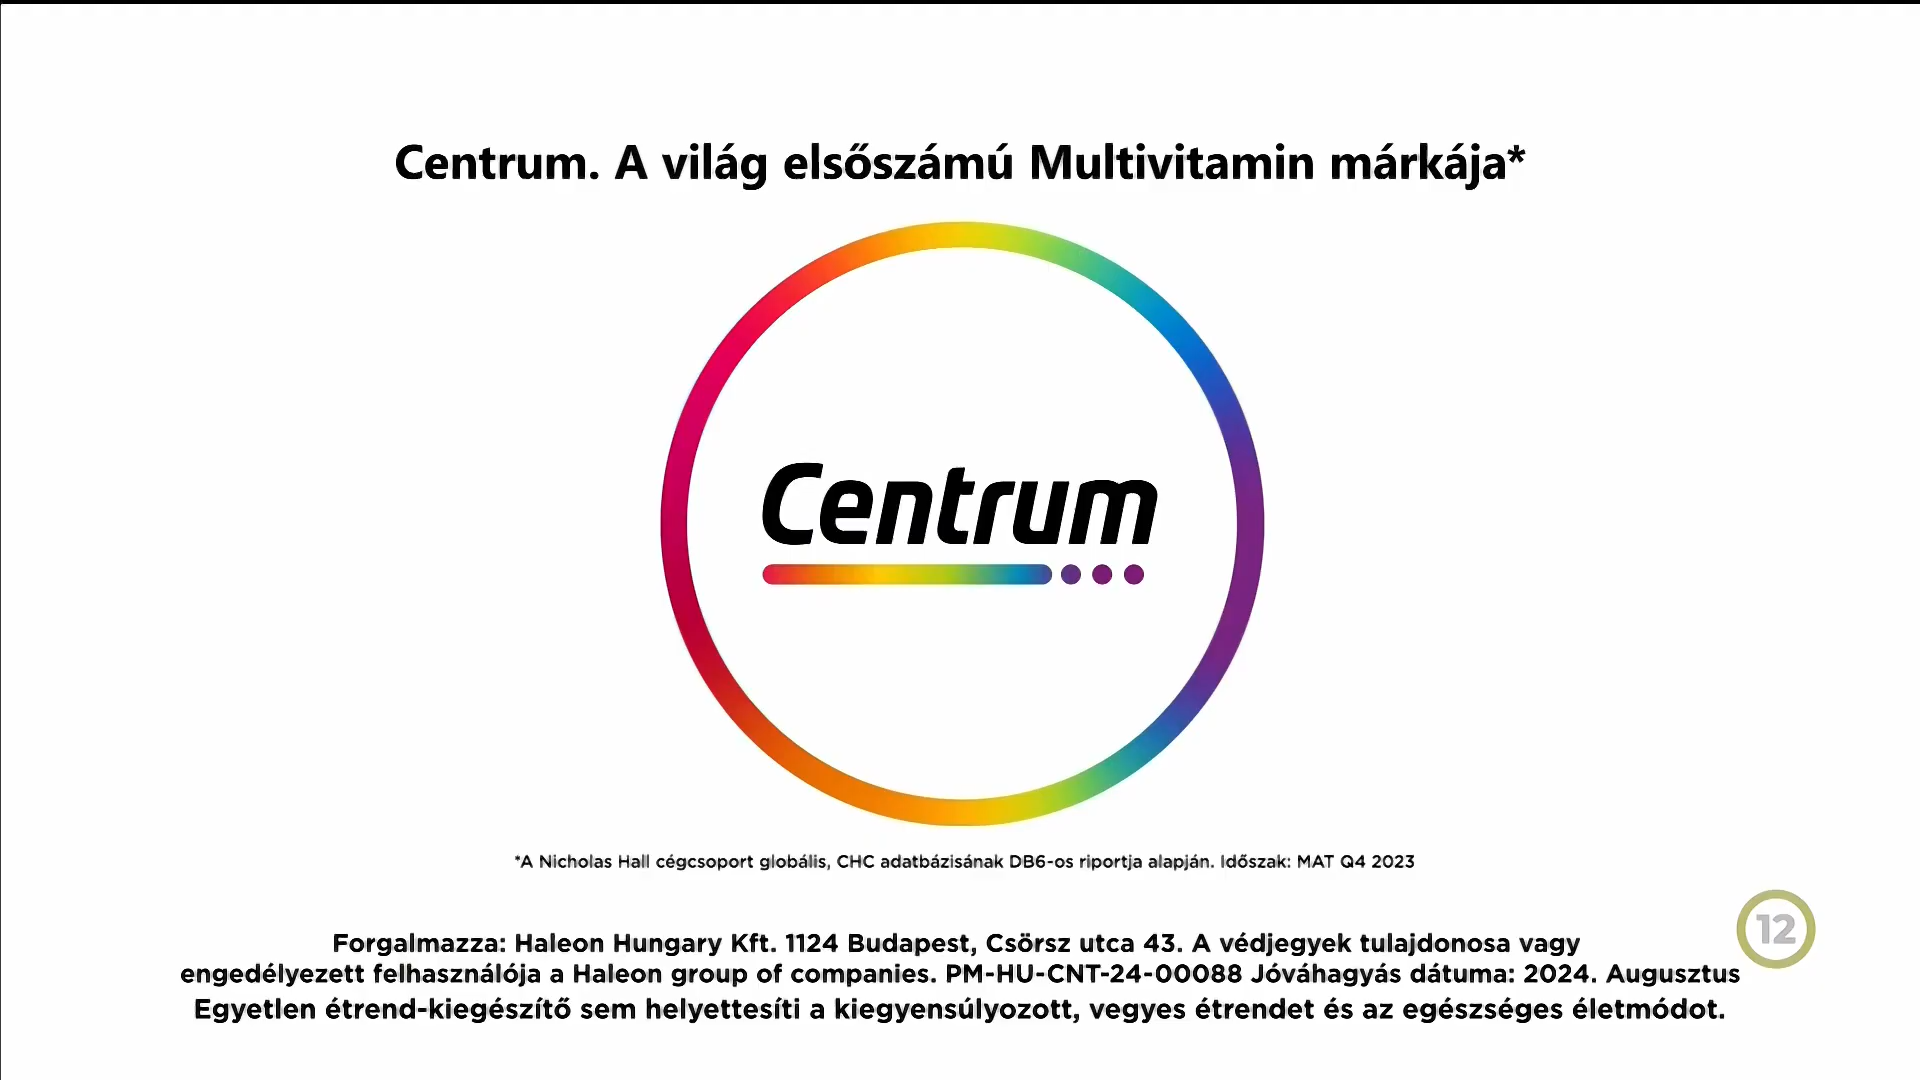 Centrum. A világ elsőszámú Multivitamin márkája*
Centrum
*A Nicholas Hall cégcsoport globális, CHC adatbázisának DB6-os riportja alapján. Időszak: MAT Q4 2023
12
Forgalmazza: Haleon Hungary Kft. 1124 Budapest, Csörsz utca 43. A védjegyek tulajdonosa vagy
engedélyezett felhasználója a Haleon group of companies. PM-HU-CNT-24-00088 Jóváhagyás dátuma: 2024. Augusztus
Egyetlen étrend-kiegészítő sem helyettesíti a kiegyensúlyozott, vegyes étrendet és az egészséges életmódot.